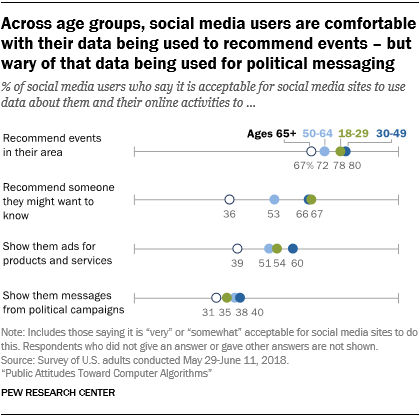 Across age groups, social media users are comfortable
with their data being used to recommend events – but
wary of that data being used for political messaging
% of social media users who say it is acceptable for social media sites to use
data about them and their online activities to ...
Ages 65+ 50-64 18-29 30-49
Recommend events
in their area
67% 72 78 80
Recommend someone
they might want to
know
36 53 66 67
Show them ads for
products and services
39 51 54 60
Show them messages
from political campaigns
31 35 38 40
Note: Includes those saying it is “very” or “somewhat” acceptable for social media sites to do
this. Respondents who did not give an answer or gave other answers are not shown.
Source: Survey of U.S. adults conducted May 29-June 11, 2018.
“Public Attitudes Toward Computer Algorithms”
PEW RESEARCH CENTER